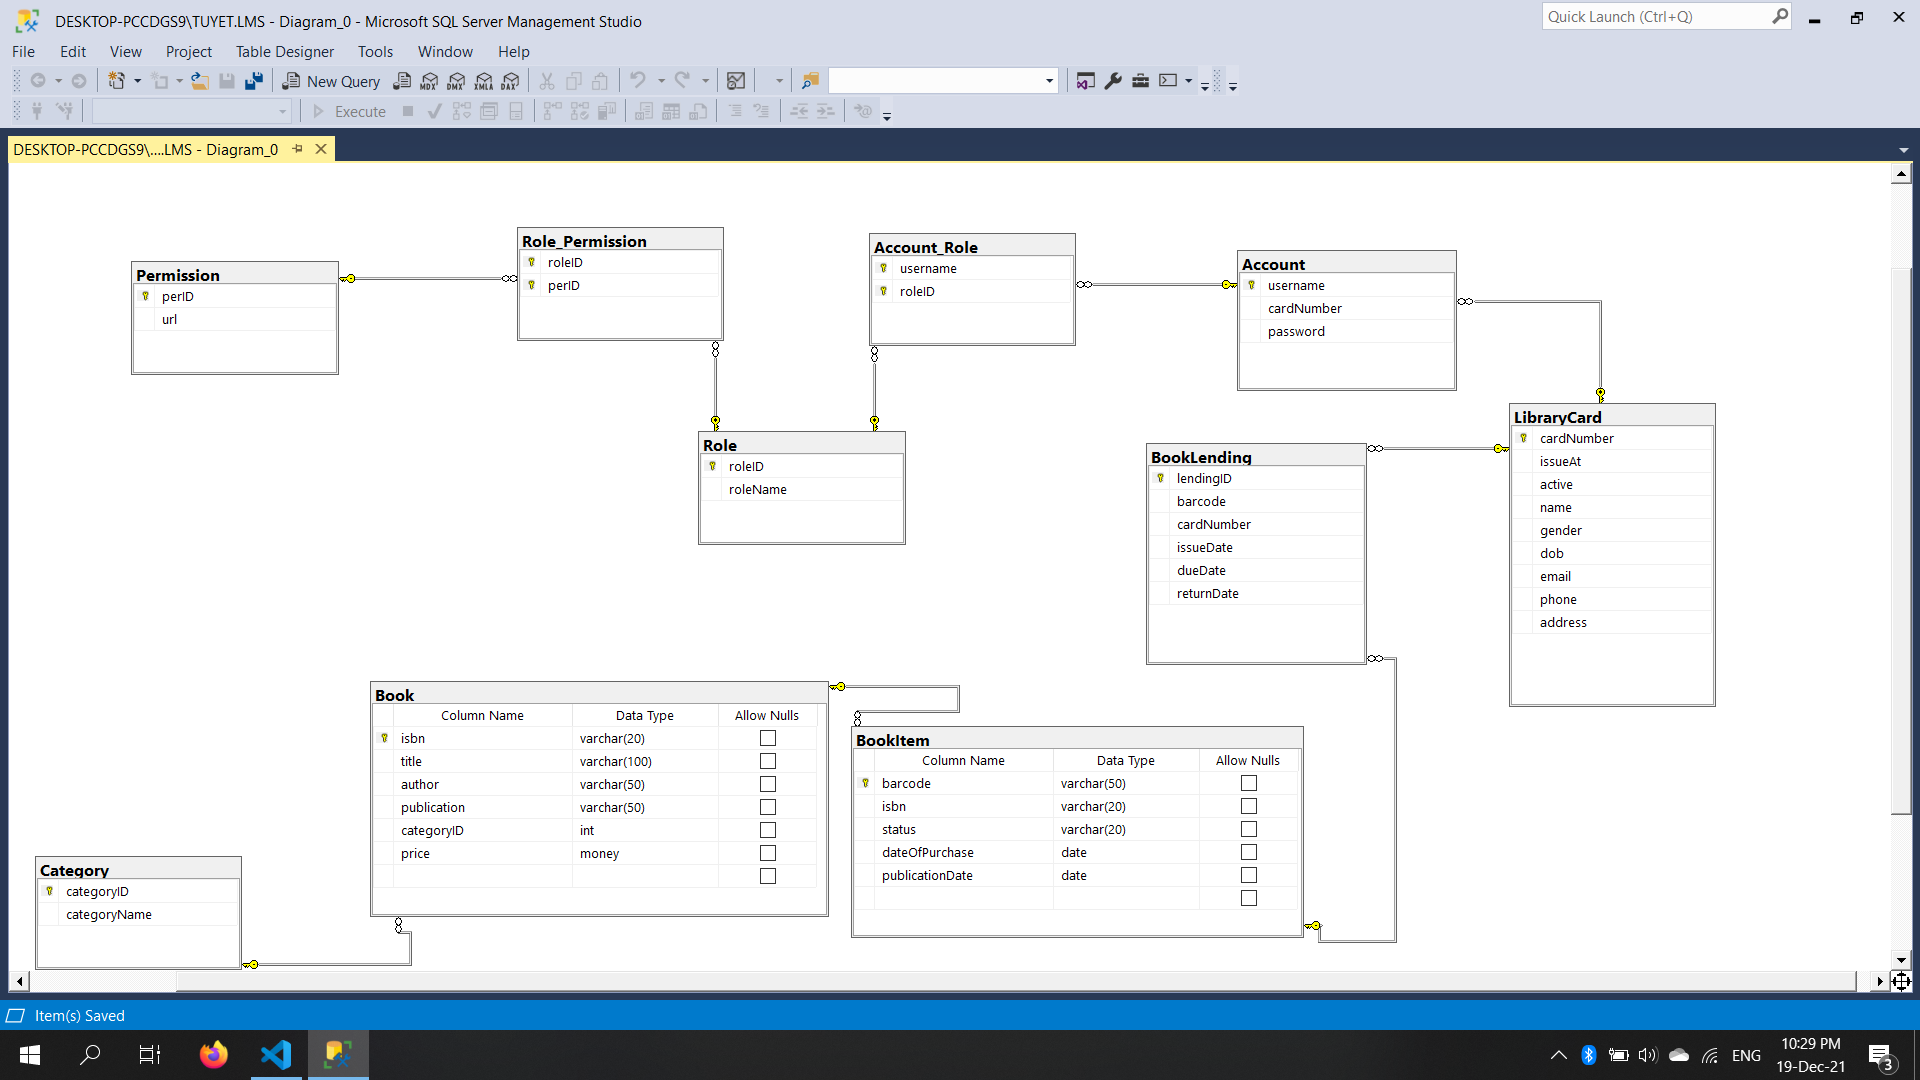 DESKTOP-PCCDGS9\TUYET.LMS - Diagram_0 - Microsoft SQL Server Management Studio
Quick Launch (Ctrl+Q)
File Edit View Project Table Designer Tools Window Help
New Query
MDX DMX XMLA DAX
Execute
DESKTOP-PCCDGS9\....LMS - Diagram_0
Permission
perID
url
Role_Permission
roleID
perID
Account_Role
username
roleID
Account
username
cardNumber
password
Role
roleID
roleName
BookLending
lendingID
barcode
cardNumber
issueDate
dueDate
returnDate
LibraryCard
cardNumber
issueAt
active
name
gender
dob
email
phone
address
Book
Column Name Data Type Allow Nulls
isbn varchar(20)
title varchar(100)
author varchar(50)
publication varchar(50)
categoryID int
price money
BookItem
Column Name Data Type Allow Nulls
barcode varchar(50)
isbn varchar(20)
status varchar(20)
dateOfPurchase date
publicationDate date
Category
categoryID
categoryName
Item(s) Saved
ENG
10:29 PM
19-Dec-21
3